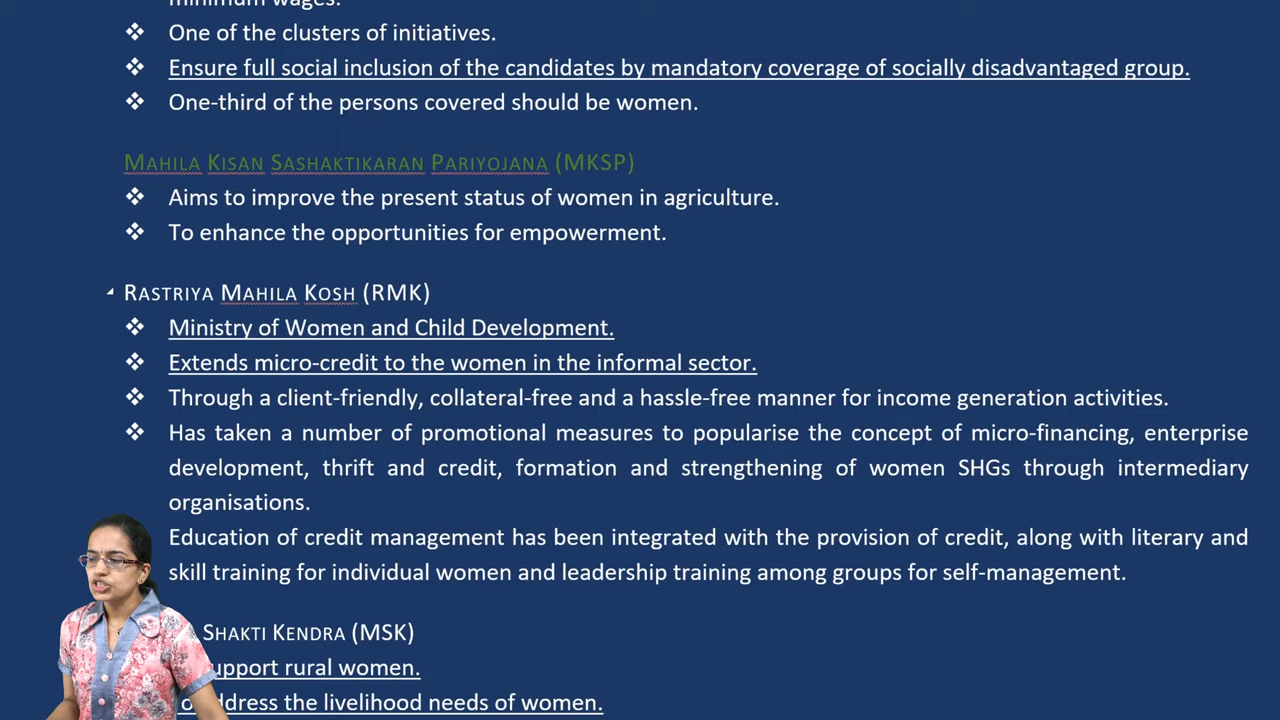 minimum wages.
❖ One of the clusters of initiatives.
❖ Ensure full social inclusion of the candidates by mandatory coverage of socially disadvantaged group.
❖ One-third of the persons covered should be women.
MAHILA KISAN SASHAKTIKARAN PARIYOJANA (MKSP)
❖ Aims to improve the present status of women in agriculture.
❖ To enhance the opportunities for empowerment.
RASTRIYA MAHILA KOSH (RMK)
❖ Ministry of Women and Child Development.
❖ Extends micro-credit to the women in the informal sector.
❖ Through a client-friendly, collateral-free and a hassle-free manner for income generation activities.
❖ Has taken a number of promotional measures to popularise the concept of micro-financing, enterprise
development, thrift and credit, formation and strengthening of women SHGs through intermediary
organisations.
Education of credit management has been integrated with the provision of credit, along with literary and
skill training for individual women and leadership training among groups for self-management.
SHAKTI KENDRA (MSK)
upport rural women.
ddress the livelihood needs of women.